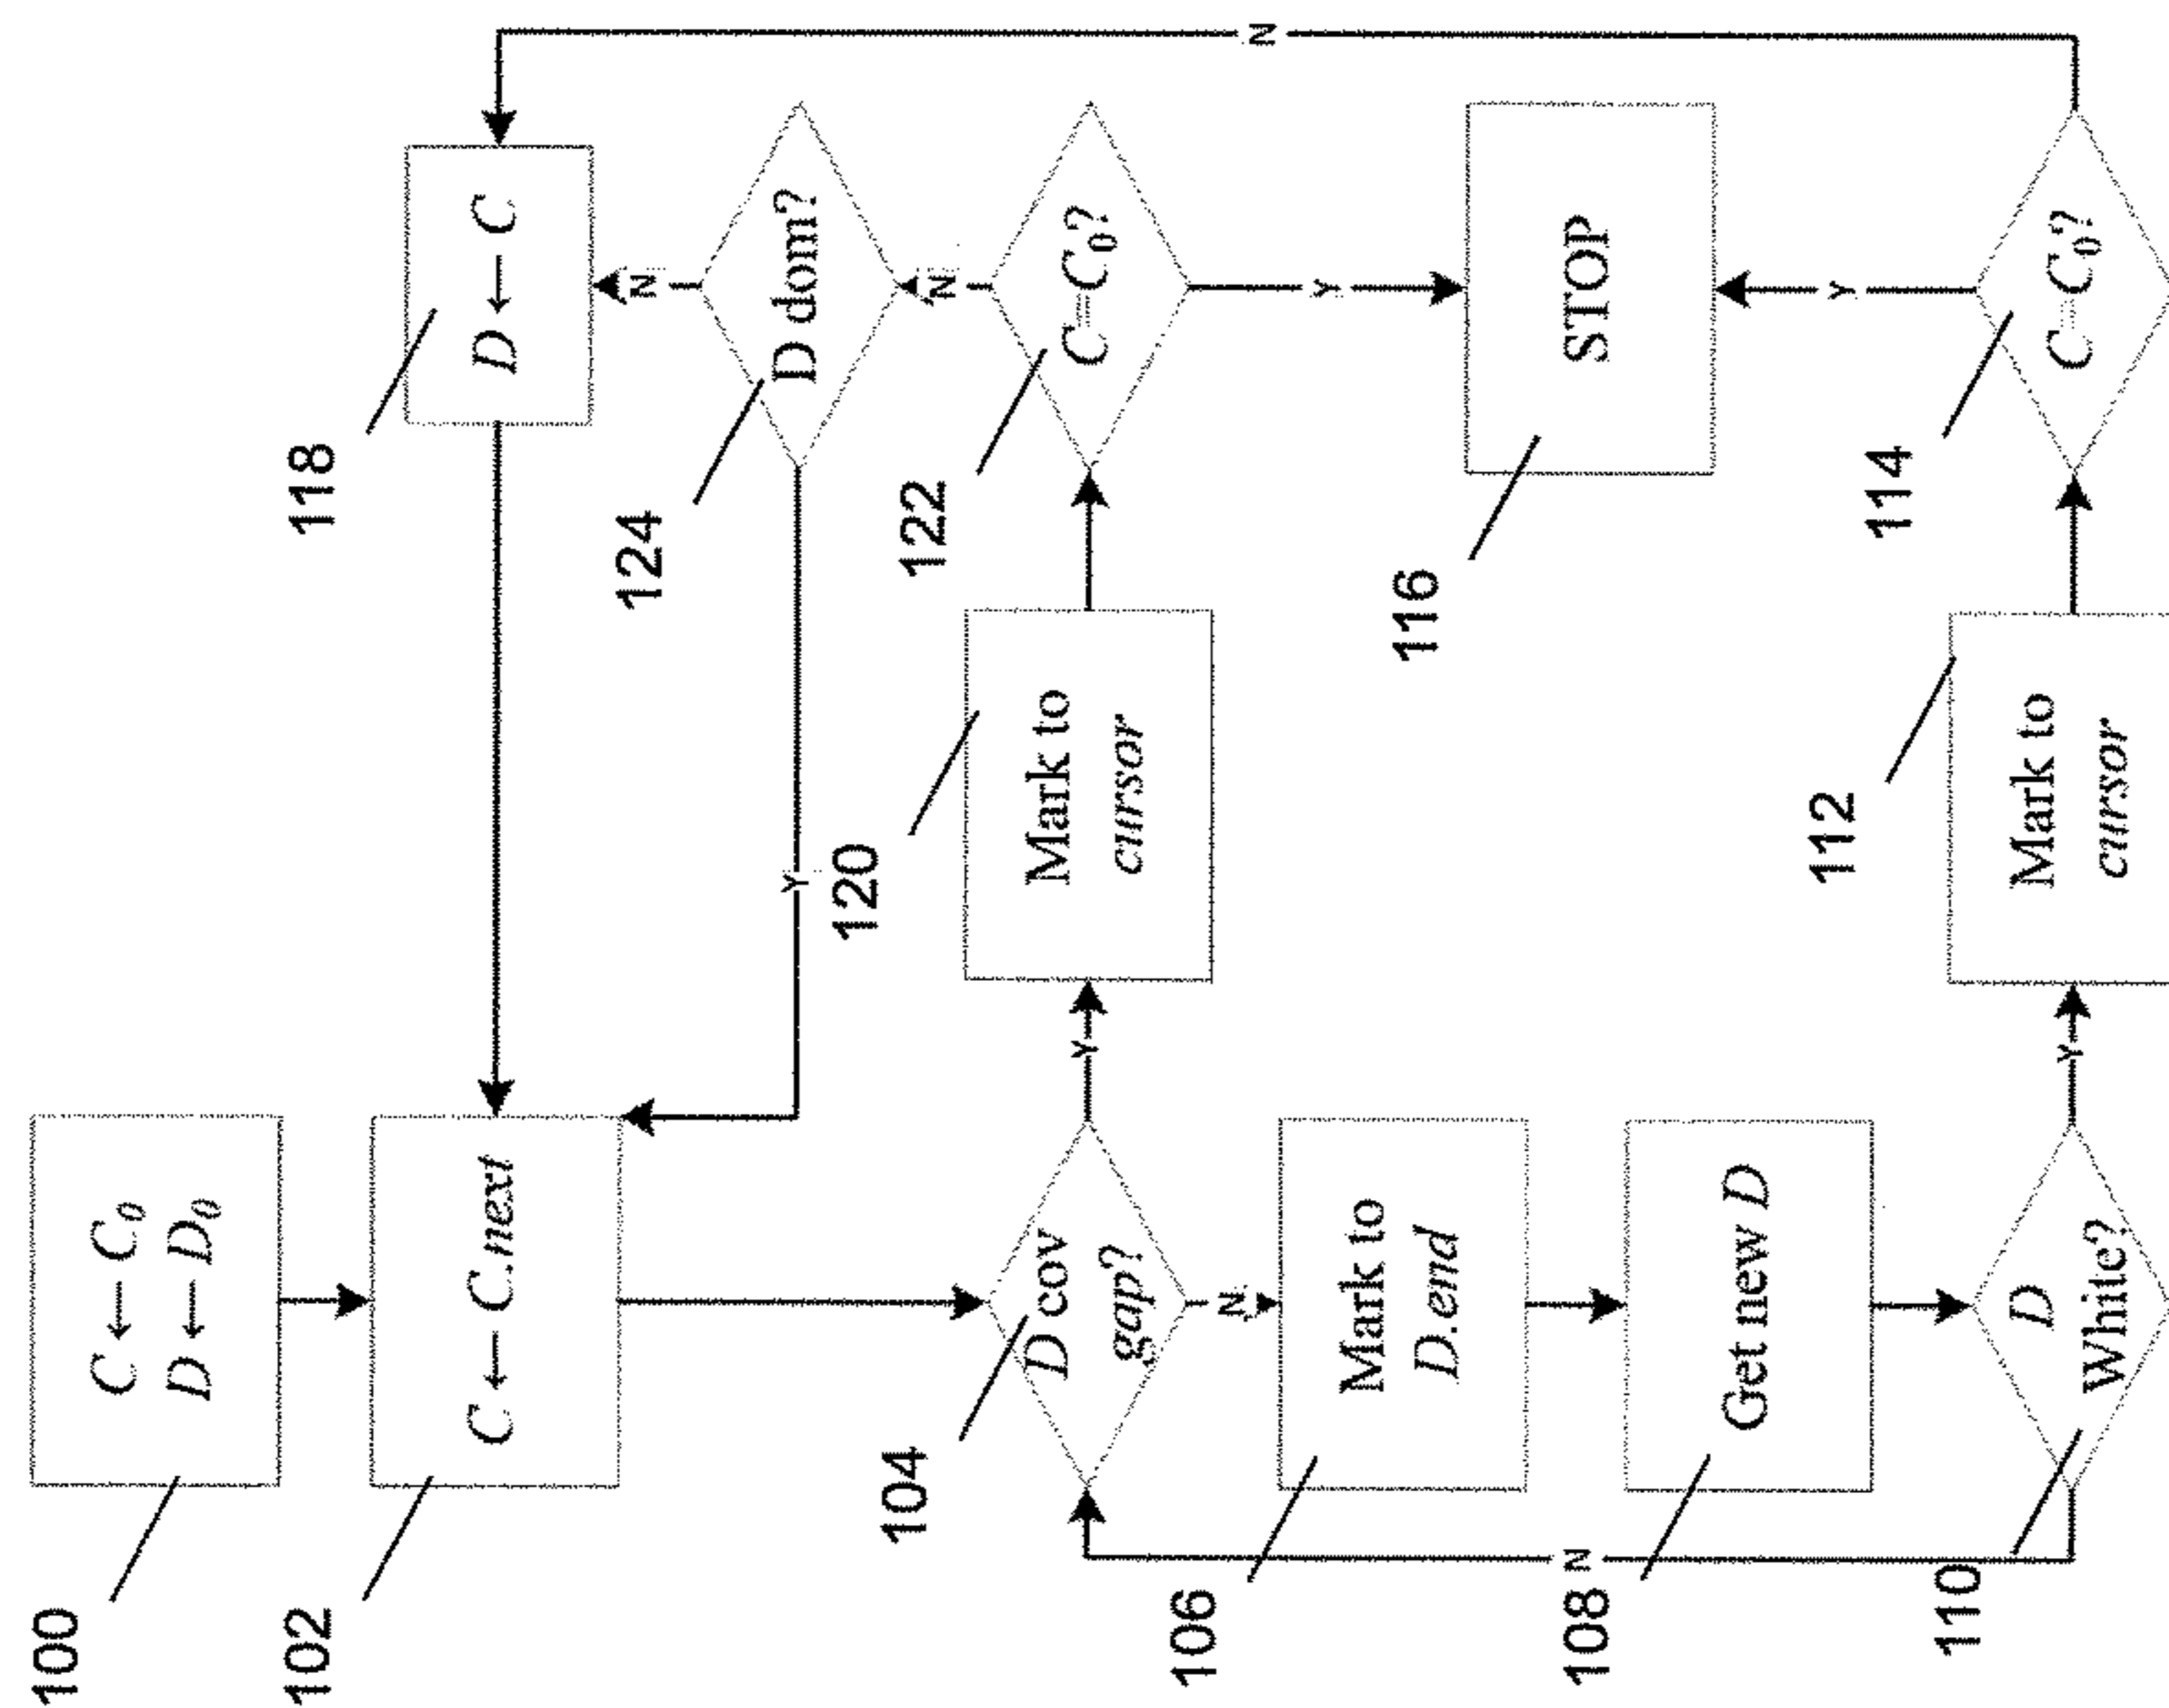 100
C ← C₀
D ← D₀
102
C ← C.next
104
D cov
gap?
Y
N
106
Mark to
D.end
108
Get new D
110
D
White?
N
Y
112
Mark to
cursor
114
C=C₀?
Y
N
116
STOP
118
D ← C
120
Mark to
cursor
122
C=C₀?
Y
N
124
D dom?
Y
N